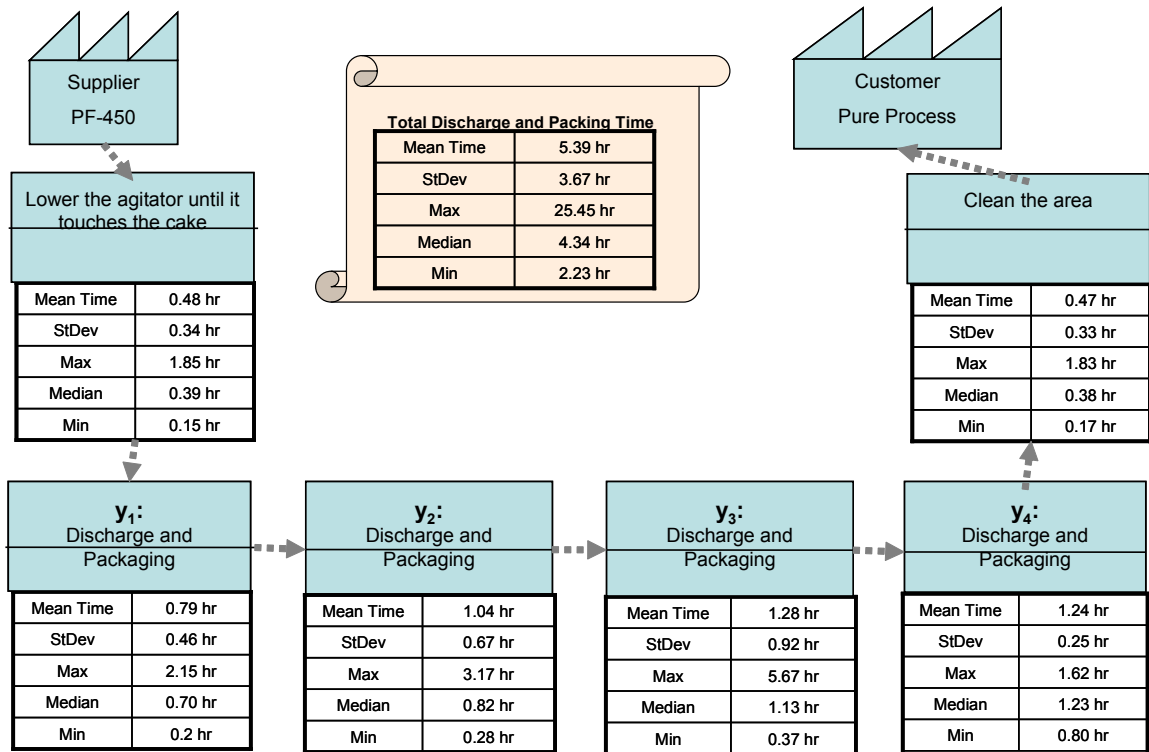 Supplier
PF-450
Total Discharge and Packing Time
Mean Time 5.39 hr
StDev 3.67 hr
Max 25.45 hr
Median 4.34 hr
Min 2.23 hr
Customer
Pure Process
Lower the agitator until it
touches the cake
Mean Time 0.48 hr
StDev 0.34 hr
Max 1.85 hr
Median 0.39 hr
Min 0.15 hr
Clean the area
Mean Time 0.47 hr
StDev 0.33 hr
Max 1.83 hr
Median 0.38 hr
Min 0.17 hr
y₁:
Discharge and
Packaging
Mean Time 0.79 hr
StDev 0.46 hr
Max 2.15 hr
Median 0.70 hr
Min 0.2 hr
y₂:
Discharge and
Packaging
Mean Time 1.04 hr
StDev 0.67 hr
Max 3.17 hr
Median 0.82 hr
Min 0.28 hr
y₃:
Discharge and
Packaging
Mean Time 1.28 hr
StDev 0.92 hr
Max 5.67 hr
Median 1.13 hr
Min 0.37 hr
y₄:
Discharge and
Packaging
Mean Time 1.24 hr
StDev 0.25 hr
Max 1.62 hr
Median 1.23 hr
Min 0.80 hr